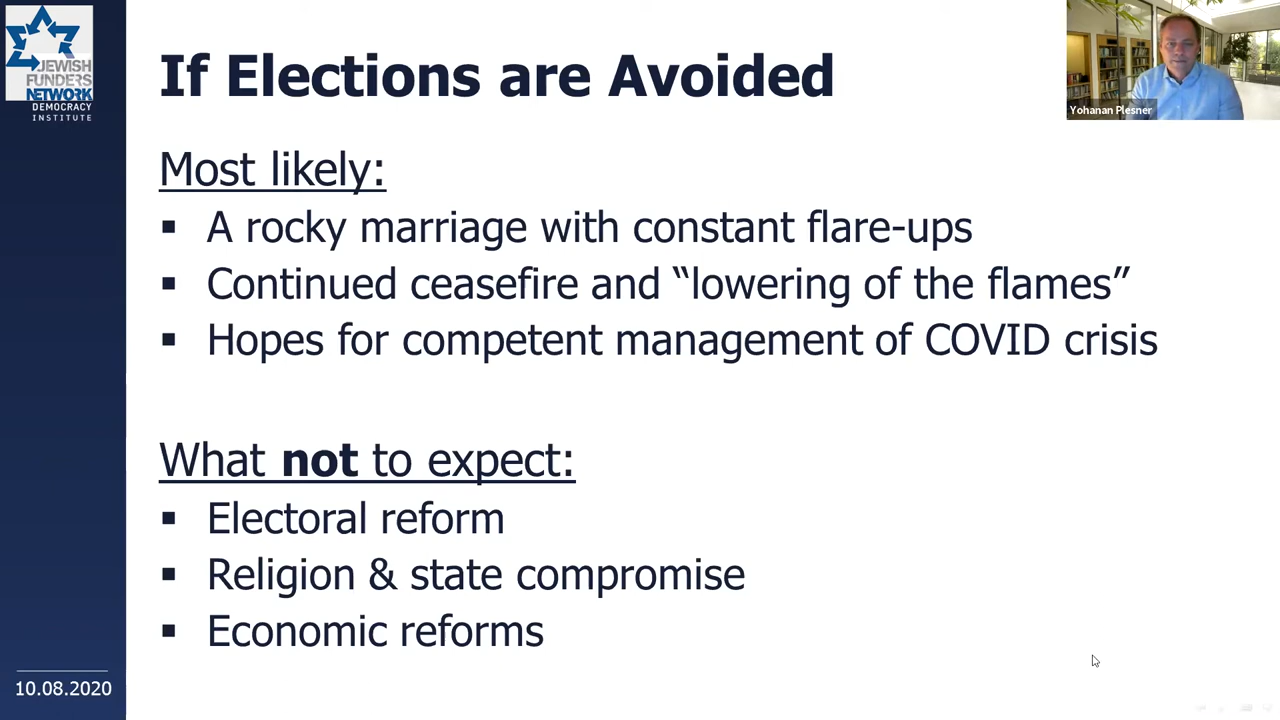 JEWISH
FUNDERS
NETWORK
DEMOCRACY
INSTITUTE
If Elections are Avoided
Yohanan Plesner
Most likely:
▪ A rocky marriage with constant flare-ups
▪ Continued ceasefire and “lowering of the flames”
▪ Hopes for competent management of COVID crisis
What not to expect:
▪ Electoral reform
▪ Religion & state compromise
▪ Economic reforms
10.08.2020